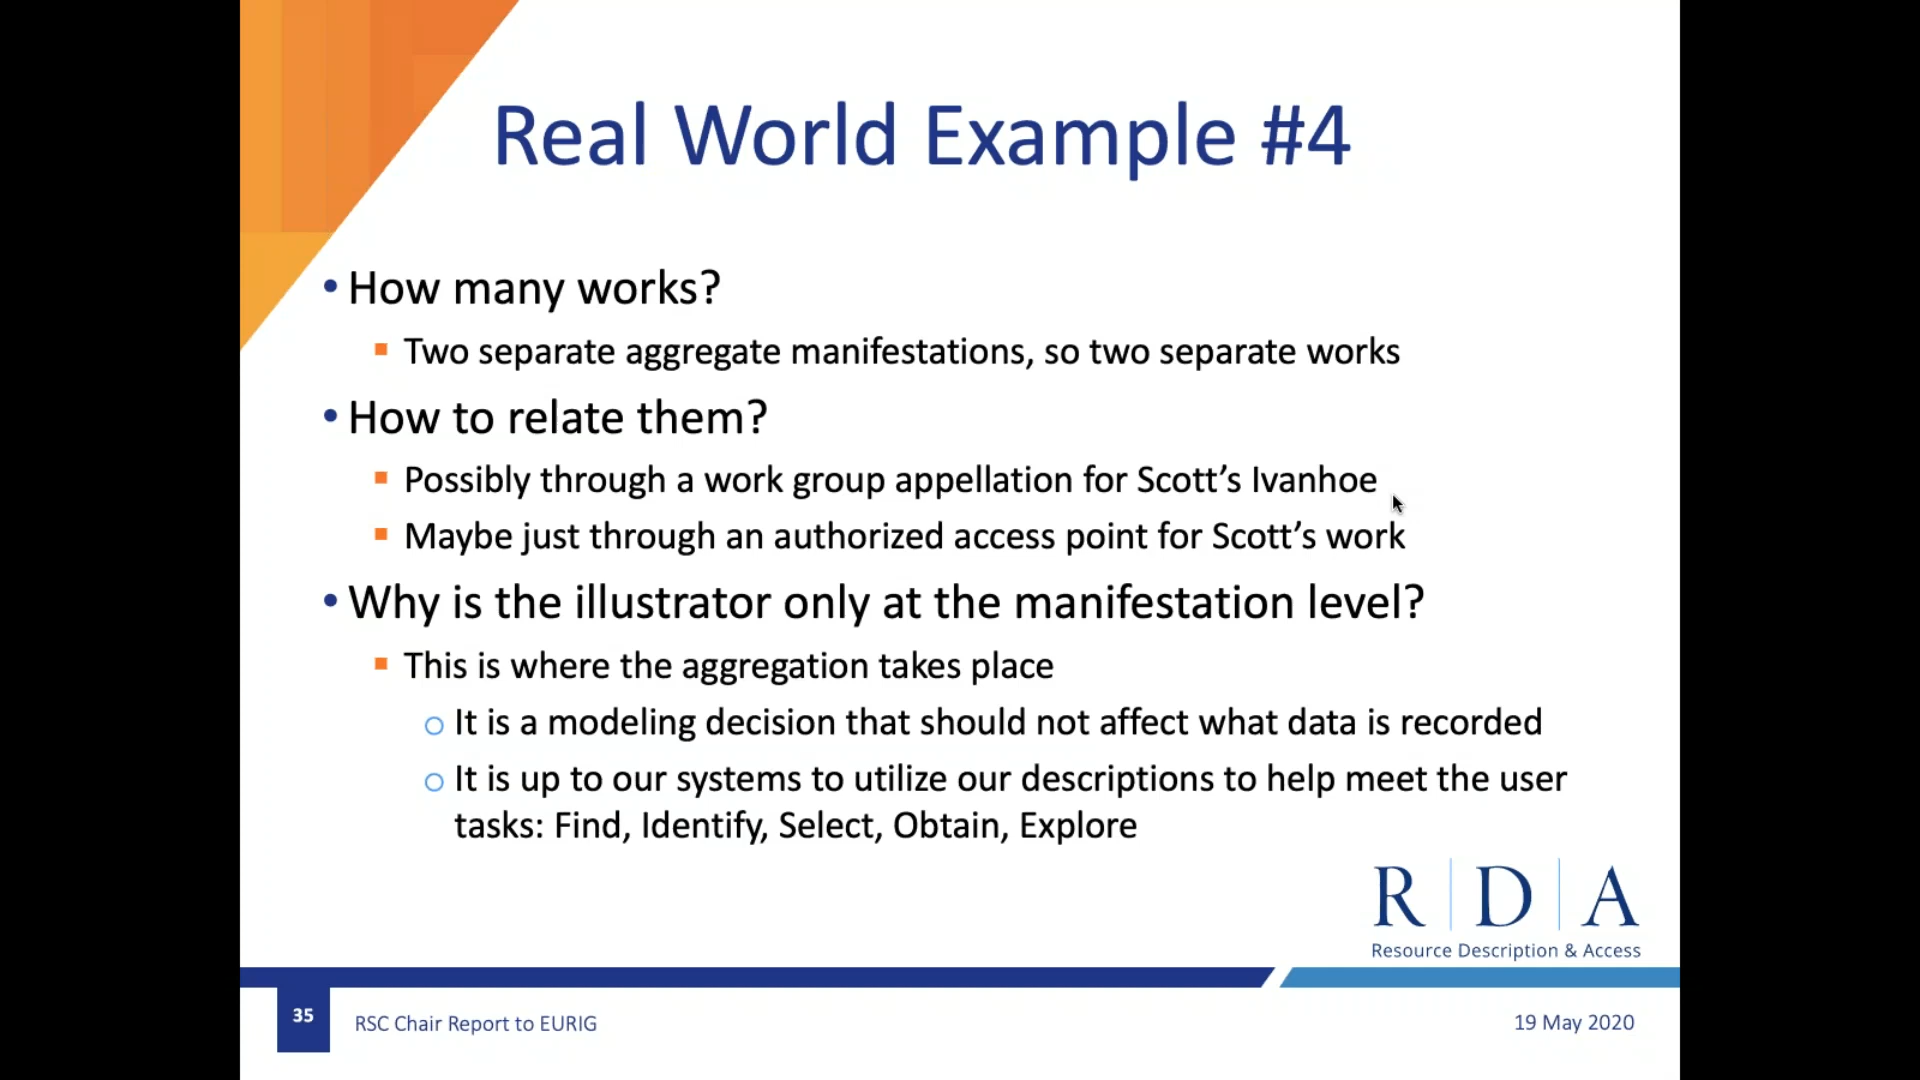 Real World Example #4
• How many works?
▪ Two separate aggregate manifestations, so two separate works
• How to relate them?
▪ Possibly through a work group appellation for Scott’s Ivanhoe
▪ Maybe just through an authorized access point for Scott’s work
• Why is the illustrator only at the manifestation level?
▪ This is where the aggregation takes place
o It is a modeling decision that should not affect what data is recorded
o It is up to our systems to utilize our descriptions to help meet the user
tasks: Find, Identify, Select, Obtain, Explore
R D A
Resource Description & Access
35
RSC Chair Report to EURIG
19 May 2020